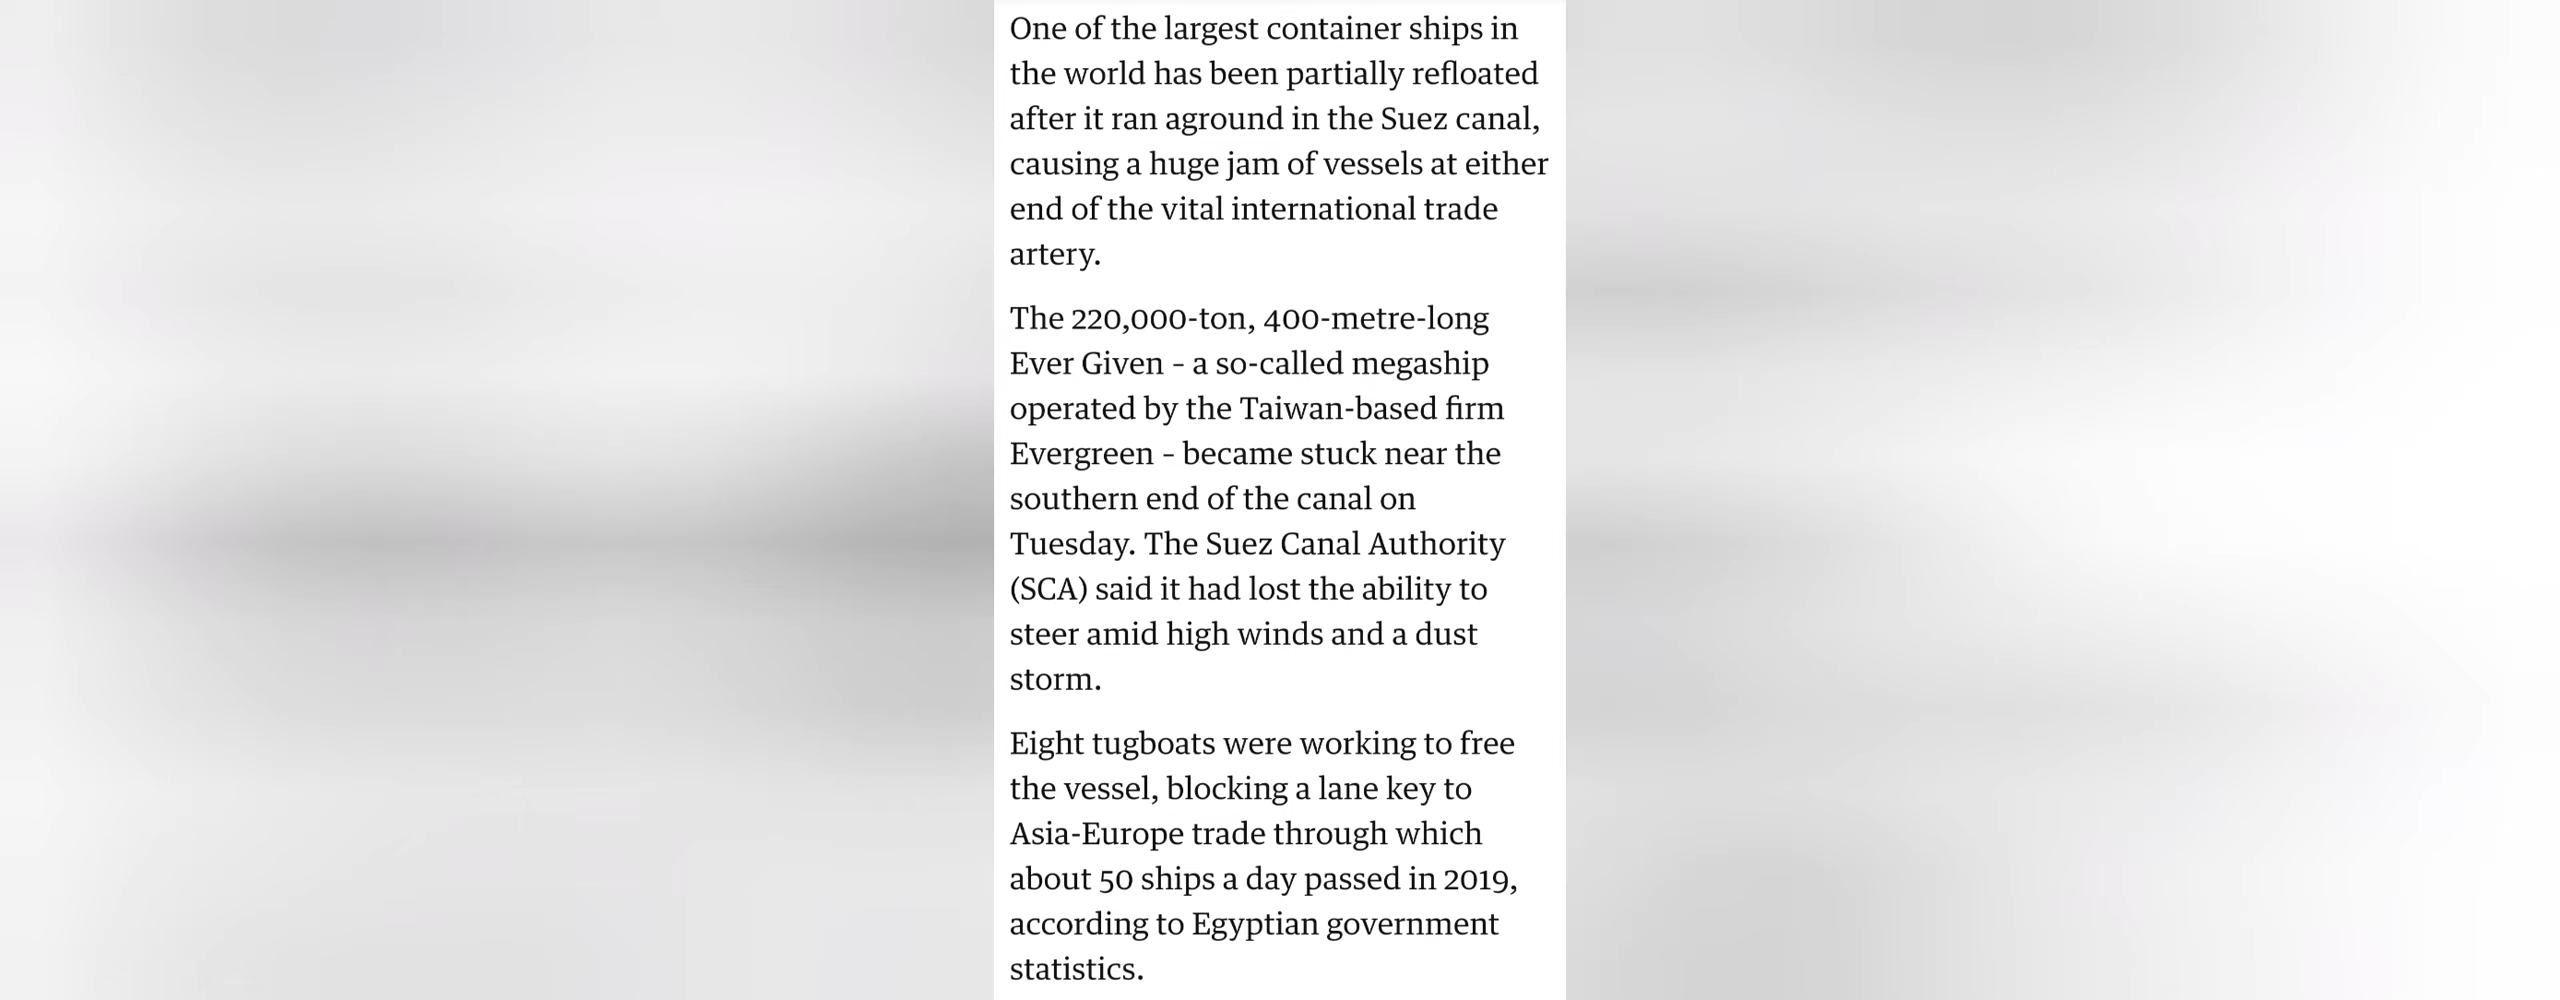 One of the largest container ships in
the world has been partially refloated
after it ran aground in the Suez canal,
causing a huge jam of vessels at either
end of the vital international trade
artery.
The 220,000-ton, 400-metre-long
Ever Given – a so-called megaship
operated by the Taiwan-based firm
Evergreen – became stuck near the
southern end of the canal on
Tuesday. The Suez Canal Authority
(SCA) said it had lost the ability to
steer amid high winds and a dust
storm.
Eight tugboats were working to free
the vessel, blocking a lane key to
Asia-Europe trade through which
about 50 ships a day passed in 2019,
according to Egyptian government
statistics.